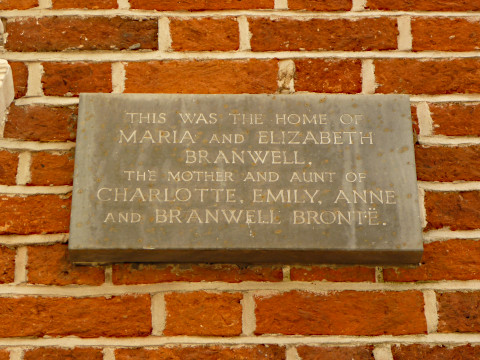 THIS WAS THE HOME OF
MARIA AND ELIZABETH
BRANWELL,
THE MOTHER AND AUNT OF
CHARLOTTE, EMILY, ANNE
AND BRANWELL BRONTË.